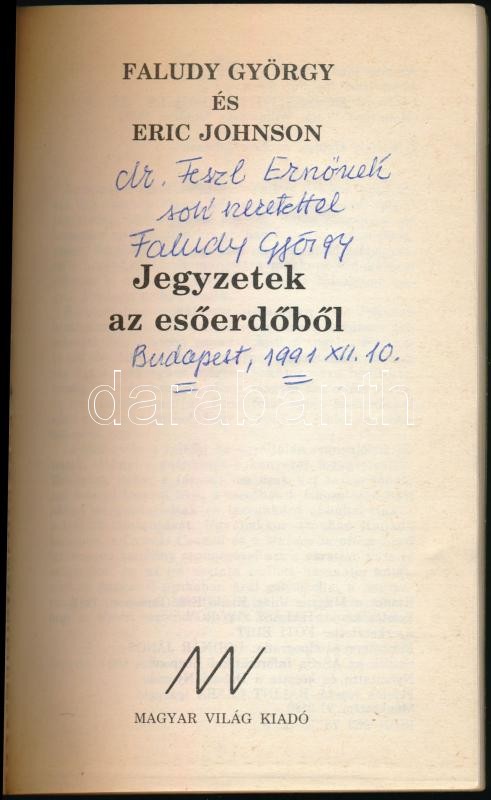 FALUDY GYÖRGY
ÉS
ERIC JOHNSON
dr. Feszl Ernőnek
sok szeretettel
Faludy György
Jegyzetek
az esőerdőből
Budapest, 1991 XII. 10.
darabanth
MAGYAR VILÁG KIADÓ